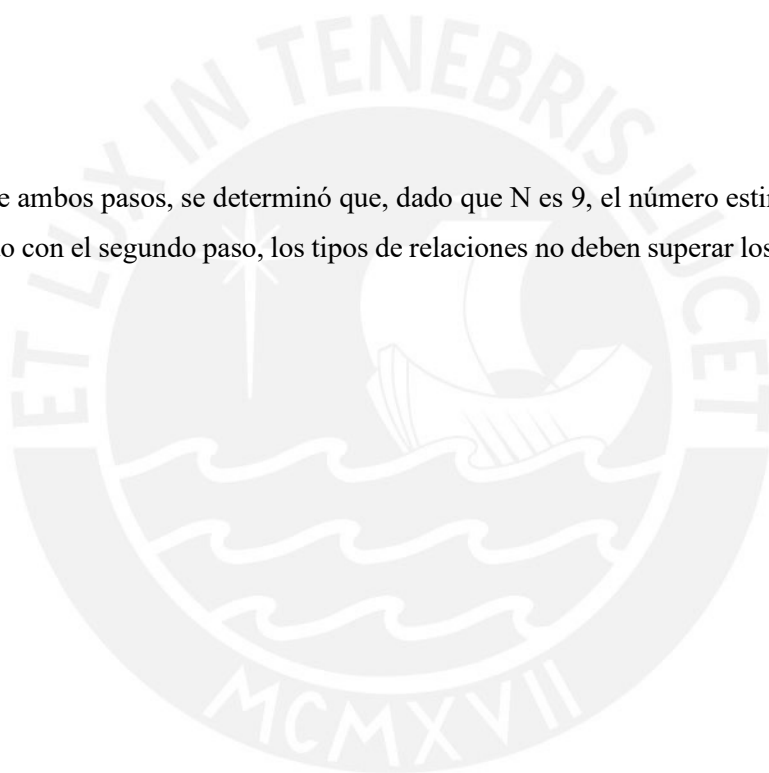 ET LUX IN TENEBRIS LUCET
e ambos pasos, se determinó que, dado que N es 9, el número
o con el segundo paso, los tipos de relaciones no deben superar los
MCMXVII